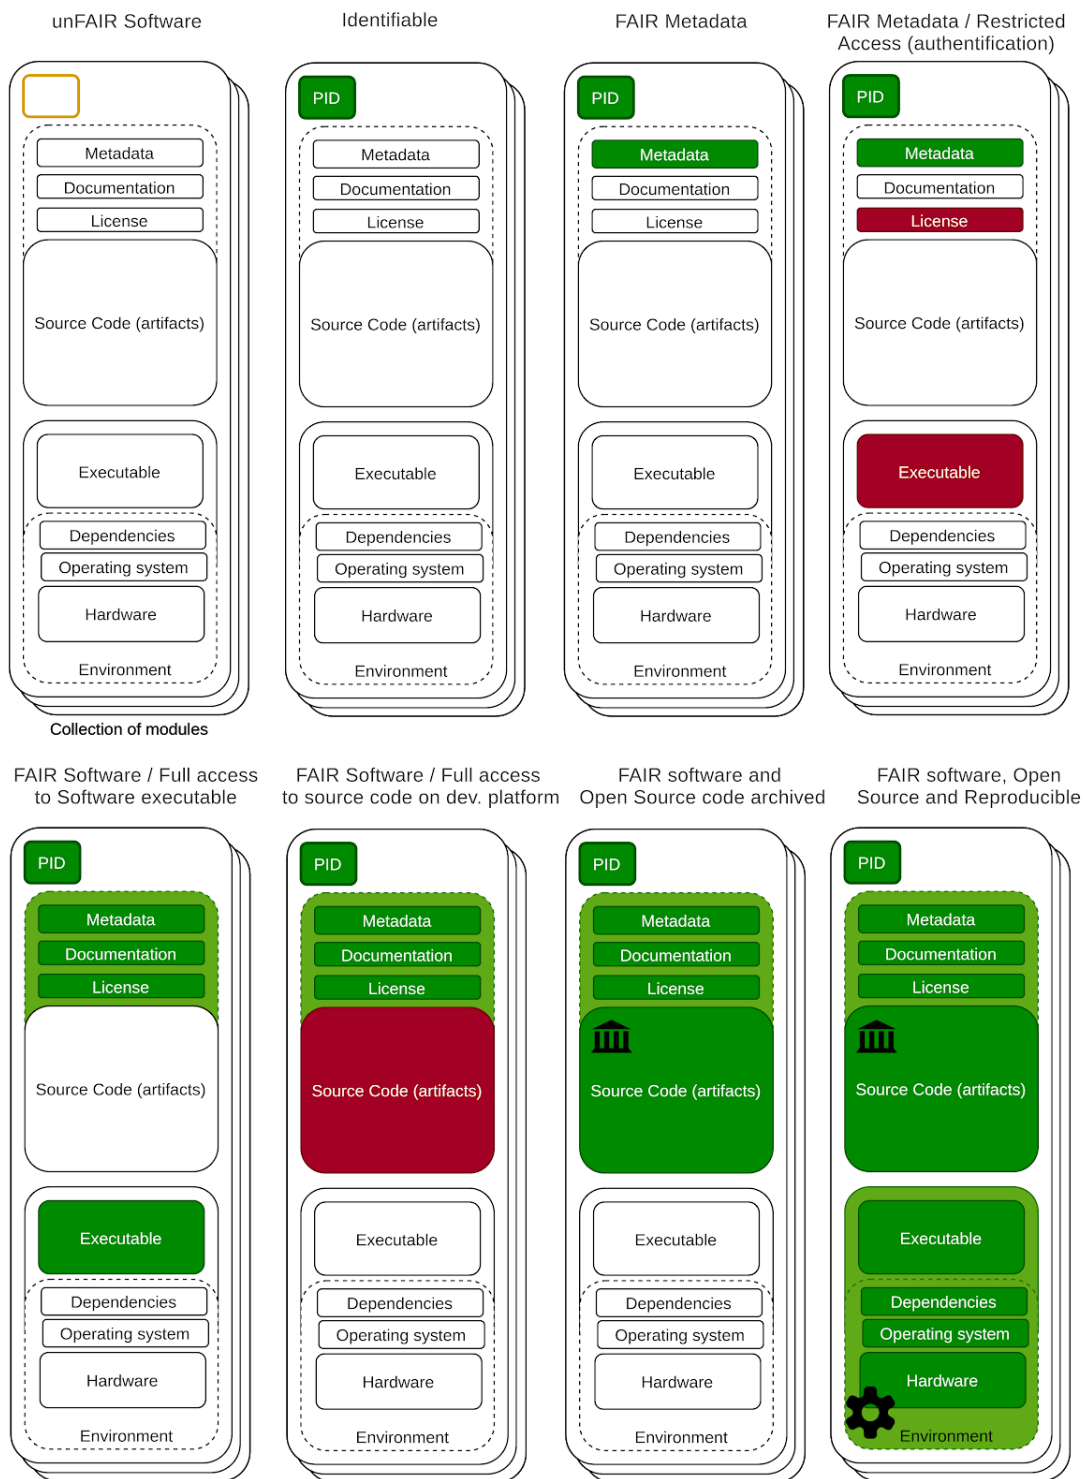 unFAIR Software
Metadata
Documentation
License
Source Code (artifacts)
Executable
Dependencies
Operating system
Hardware
Environment
Collection of modules
Identifiable
PID
Metadata
Documentation
License
Source Code (artifacts)
Executable
Dependencies
Operating system
Hardware
Environment
FAIR Metadata
PID
Metadata
Documentation
License
Source Code (artifacts)
Executable
Dependencies
Operating system
Hardware
Environment
FAIR Metadata / Restricted
Access (authentification)
PID
Metadata
Documentation
License
Source Code (artifacts)
Executable
Dependencies
Operating system
Hardware
Environment
FAIR Software / Full access
to Software executable
PID
Metadata
Documentation
License
Source Code (artifacts)
Executable
Dependencies
Operating system
Hardware
Environment
FAIR Software / Full access
to source code on dev. platform
PID
Metadata
Documentation
License
Source Code (artifacts)
Executable
Dependencies
Operating system
Hardware
Environment
FAIR software and
Open Source code archived
PID
Metadata
Documentation
License
Source Code (artifacts)
Executable
Dependencies
Operating system
Hardware
Environment
FAIR software, Open
Source and Reproducible
PID
Metadata
Documentation
License
Source Code (artifacts)
Executable
Dependencies
Operating system
Hardware
Environment